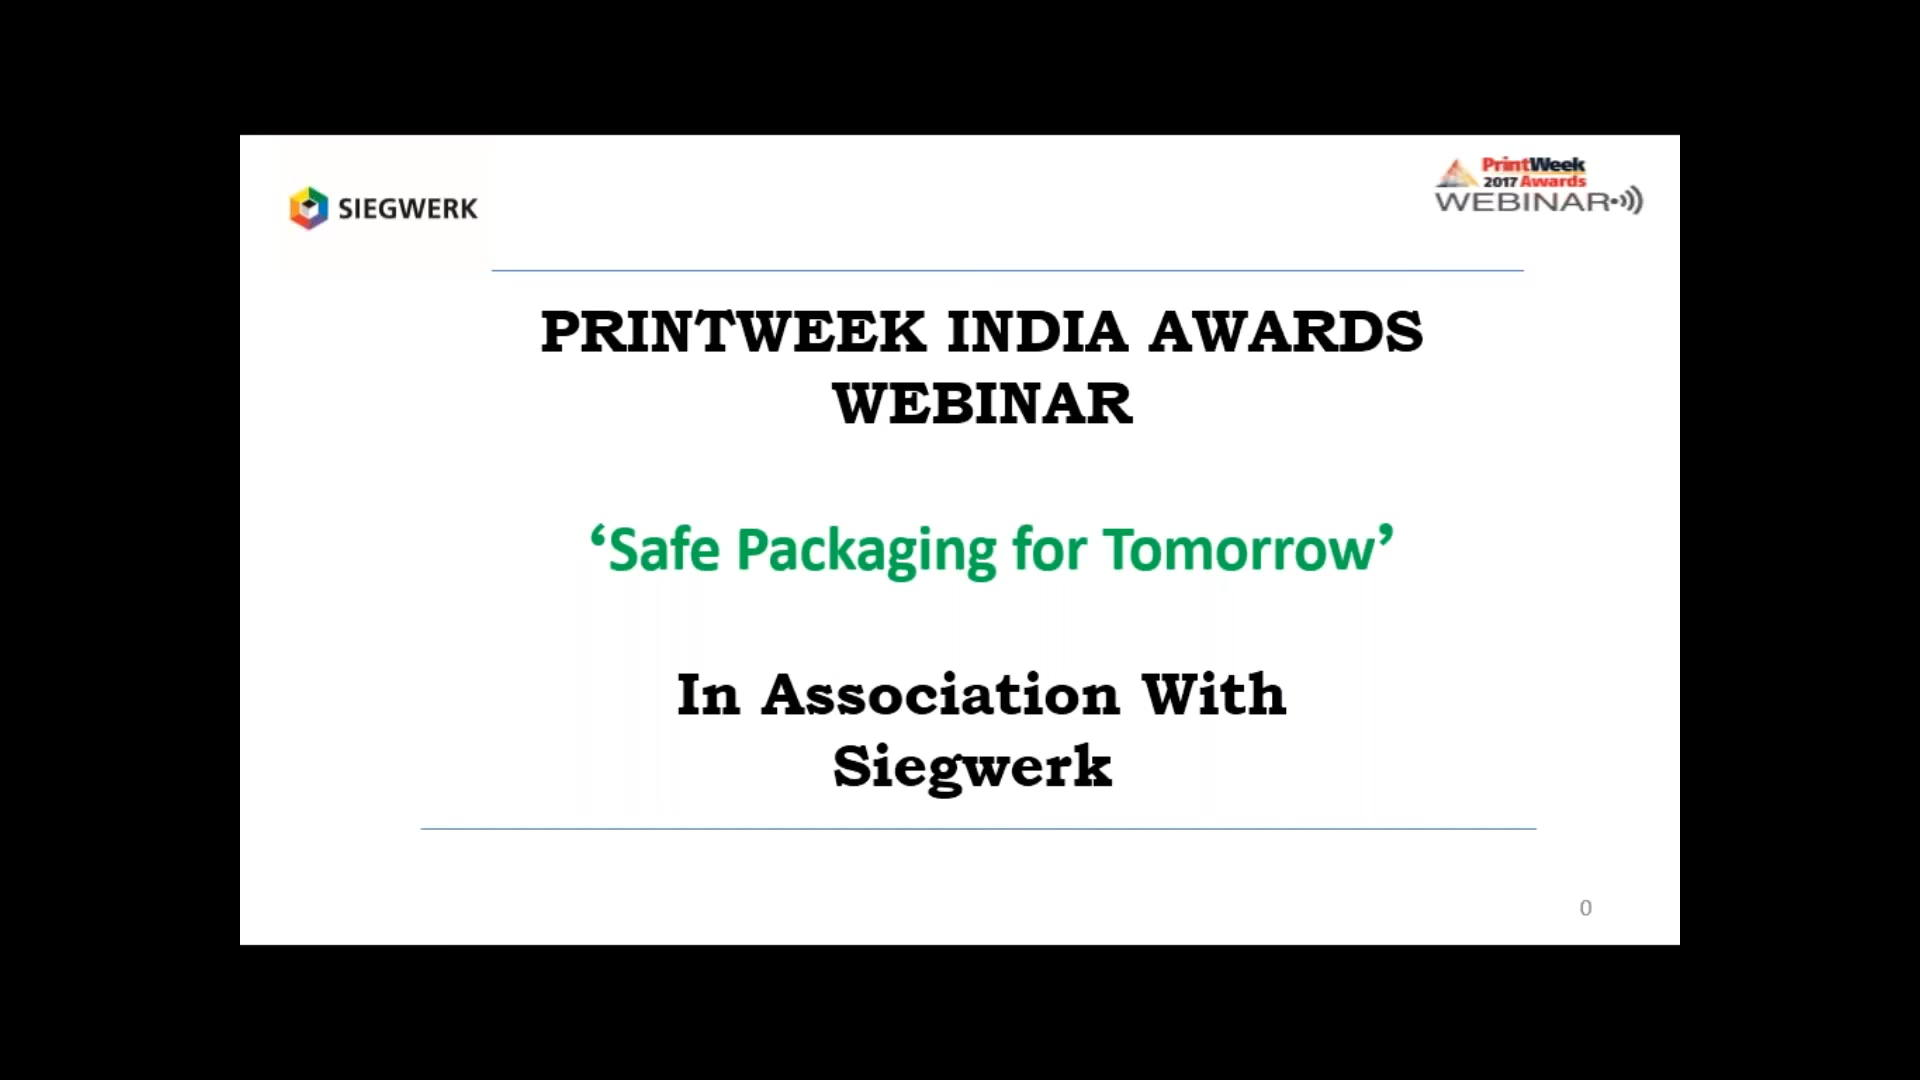 SIEGWERK
PrintWeek
2017 Awards
WEBINAR
PRINTWEEK INDIA AWARDS
WEBINAR
‘Safe Packaging for Tomorrow’
In Association With
Siegwerk
0